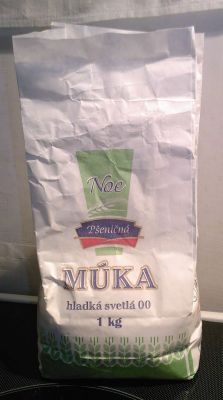 Noe
Pšeničná
MÚKA
hladká svetlá 00
1 kg